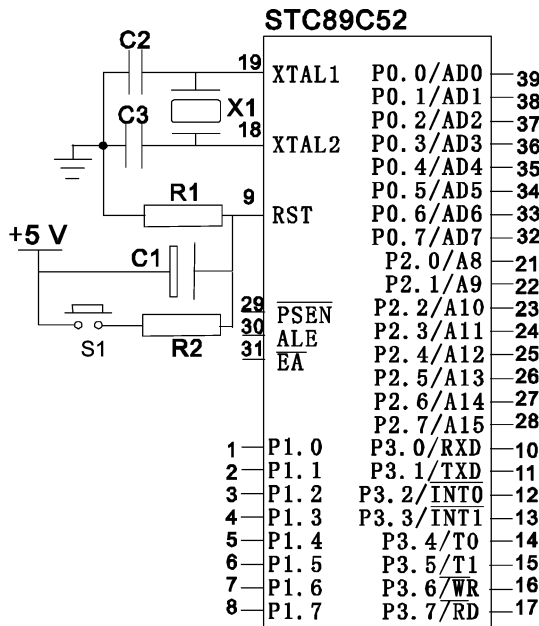 STC89C52
C2
19
XTAL1
P0.0/AD0
39
P0.1/AD1
38
X1
C3
18
P0.2/AD2
37
XTAL2
P0.3/AD3
36
P0.4/AD4
35
R1
9
P0.5/AD5
34
RST
P0.6/AD6
33
+5 V
P0.7/AD7
32
C1
P2.0/A8
21
P2.1/A9
22
29
PSEN
P2.2/A10
23
30
ALE
P2.3/A11
24
S1
R2
31
EA
P2.4/A12
25
P2.5/A13
26
P2.6/A14
27
P2.7/A15
28
1
P1.0
P3.0/RXD
10
2
P1.1
P3.1/TXD
11
3
P1.2
P3.2/INT0
12
4
P1.3
P3.3/INT1
13
5
P1.4
P3.4/T0
14
6
P1.5
P3.5/T1
15
7
P1.6
P3.6/WR
16
8
P1.7
P3.7/RD
17